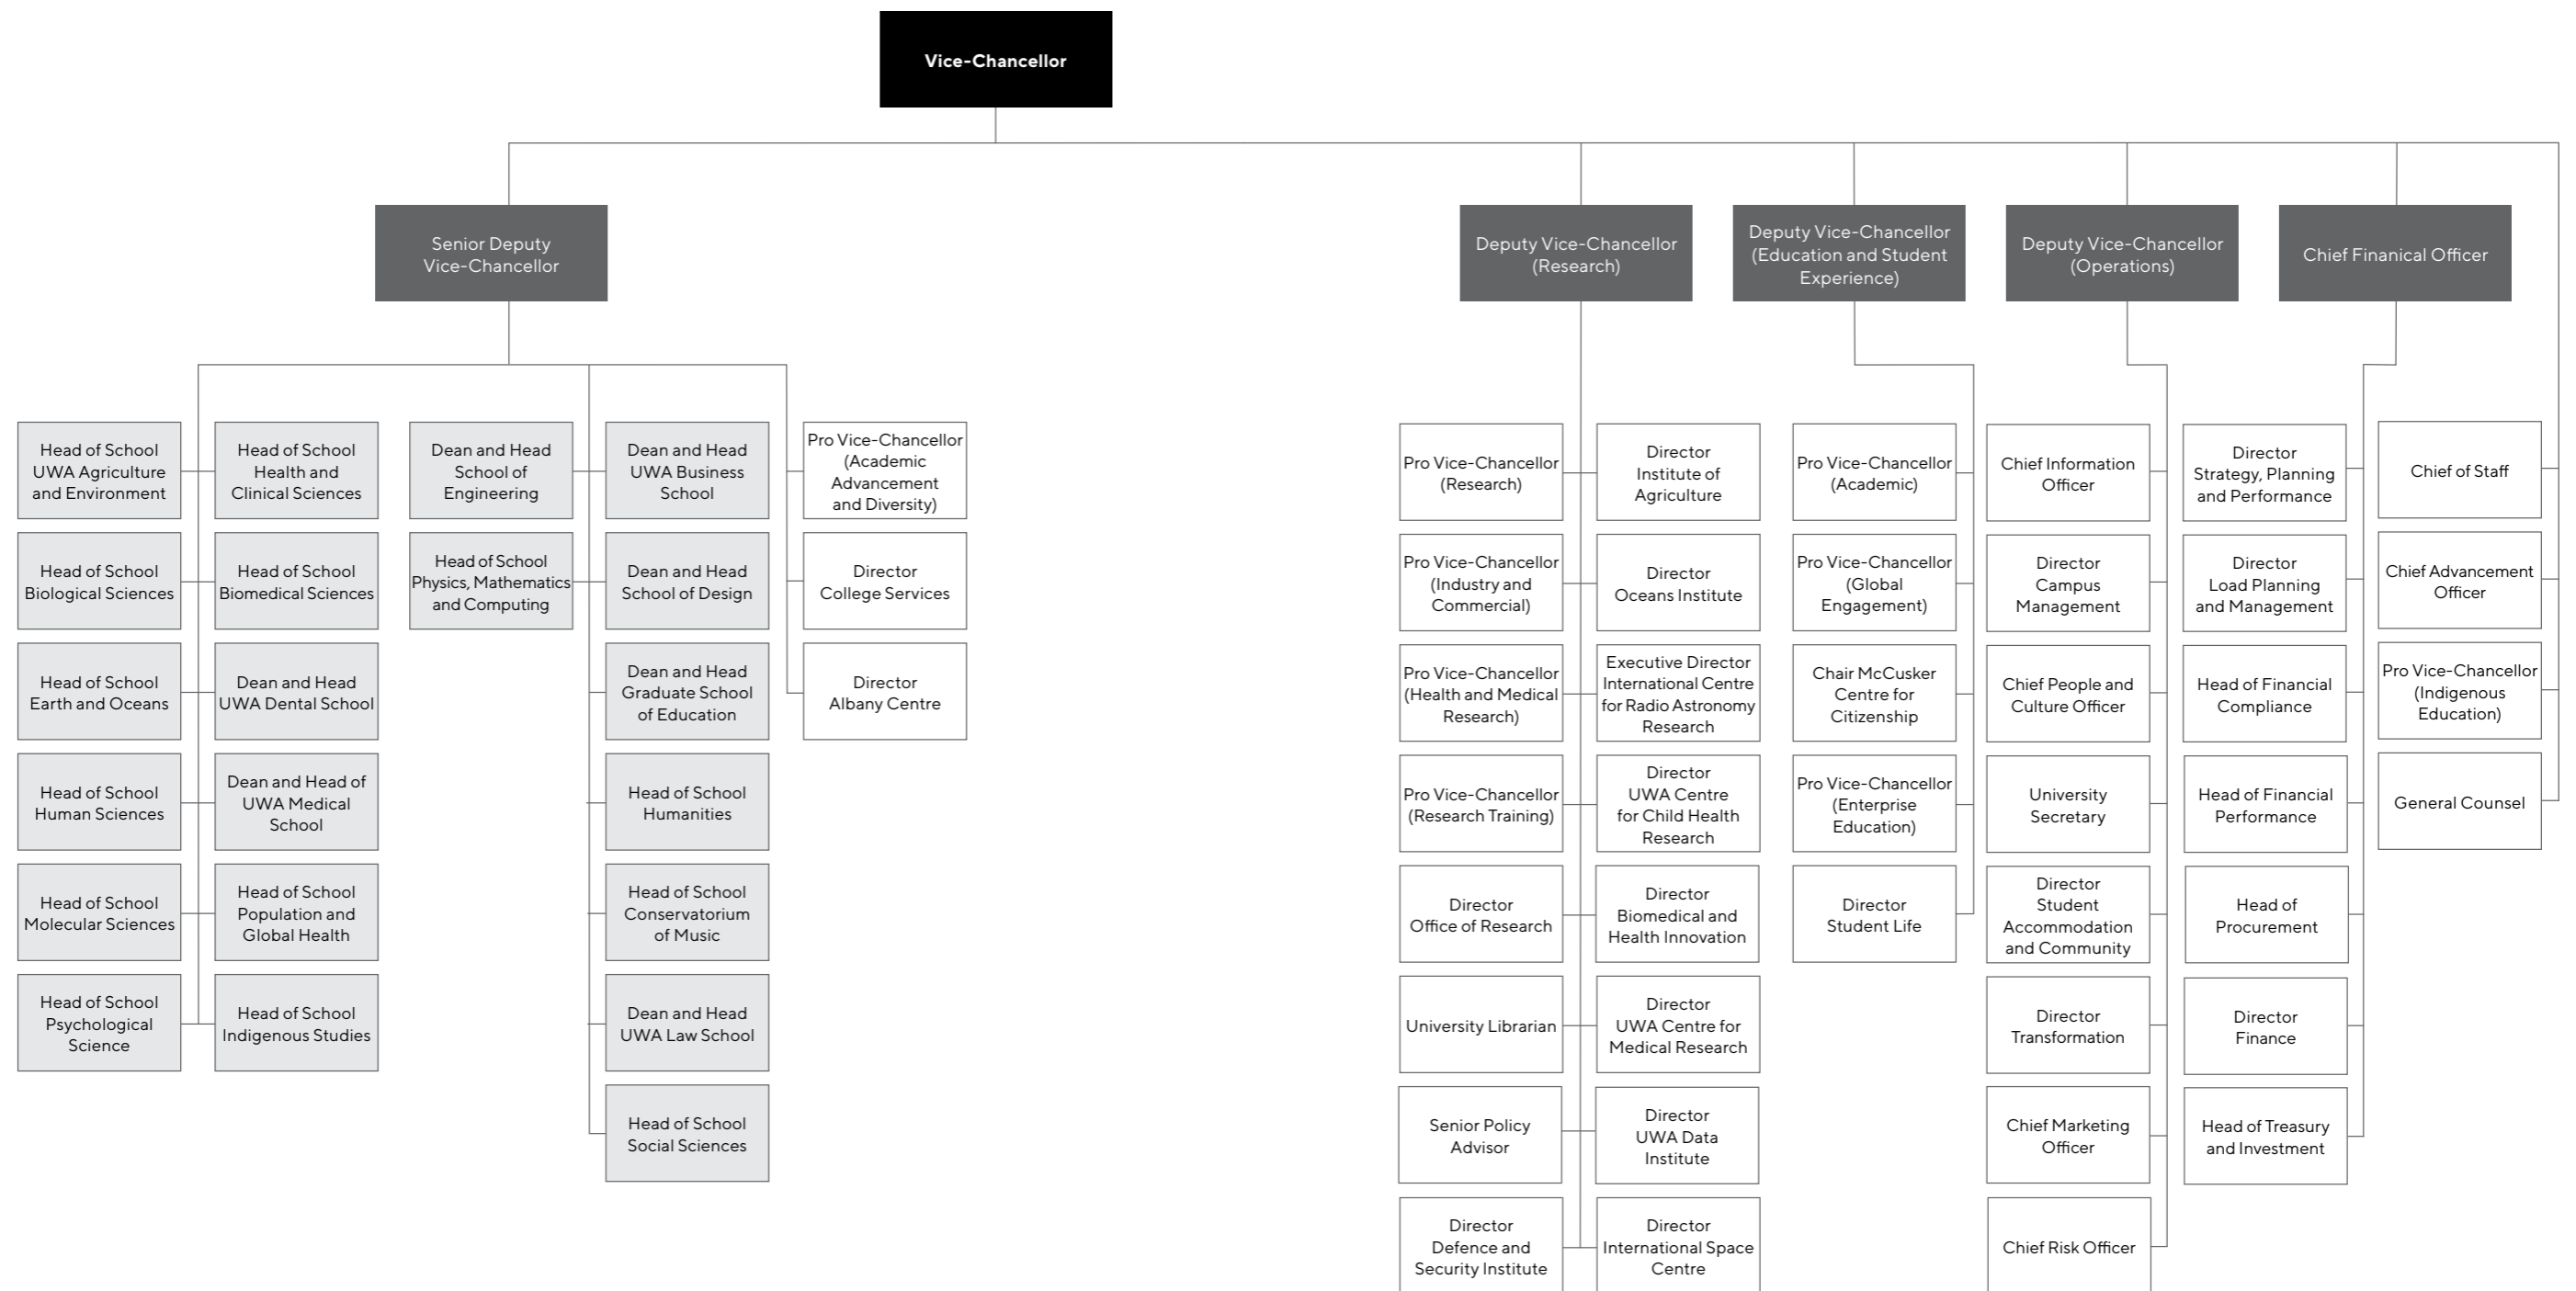 Vice-Chancellor
Senior Deputy
Vice-Chancellor
Deputy Vice-Chancellor
(Research)
Deputy Vice-Chancellor
(Education and Student
Experience)
Deputy Vice-Chancellor
(Operations)
Chief Finanical Officer
Head of School
UWA Agriculture
and Environment
Head of School
Biological Sciences
Head of School
Earth and Oceans
Head of School
Human Sciences
Head of School
Molecular Sciences
Head of School
Psychological
Science
Head of School
Health and
Clinical Sciences
Head of School
Biomedical Sciences
Dean and Head
UWA Dental School
Dean and Head of
UWA Medical
School
Head of School
Population and
Global Health
Head of School
Indigenous Studies
Dean and Head
School of
Engineering
Head of School
Physics, Mathematics
and Computing
Dean and Head
UWA Business
School
Dean and Head
School of Design
Dean and Head
Graduate School
of Education
Head of School
Humanities
Head of School
Conservatorium
of Music
Dean and Head
UWA Law School
Head of School
Social Sciences
Pro Vice-Chancellor
(Academic
Advancement
and Diversity)
Director
College Services
Director
Albany Centre
Pro Vice-Chancellor
(Research)
Pro Vice-Chancellor
(Industry and
Commercial)
Pro Vice-Chancellor
(Health and Medical
Research)
Pro Vice-Chancellor
(Research Training)
Director
Office of Research
University Librarian
Senior Policy
Advisor
Director
Defence and
Security Institute
Director
Institute of
Agriculture
Director
Oceans Institute
Executive Director
International Centre
for Radio Astronomy
Research
Director
UWA Centre
for Child Health
Research
Director
Biomedical and
Health Innovation
Director
UWA Centre for
Medical Research
Director
UWA Data
Institute
Director
International Space
Centre
Pro Vice-Chancellor
(Academic)
Pro Vice-Chancellor
(Global
Engagement)
Chair McCusker
Centre for
Citizenship
Pro Vice-Chancellor
(Enterprise
Education)
Director
Student Life
Chief Information
Officer
Director
Campus
Management
Chief People and
Culture Officer
University
Secretary
Director
Student
Accommodation
and Community
Director
Transformation
Chief Marketing
Officer
Chief Risk Officer
Director
Strategy, Planning
and Performance
Director
Load Planning
and Management
Head of Financial
Compliance
Head of Financial
Performance
Head of
Procurement
Director
Finance
Head of Treasury
and Investment
Chief of Staff
Chief Advancement
Officer
Pro Vice-Chancellor
(Indigenous
Education)
General Counsel